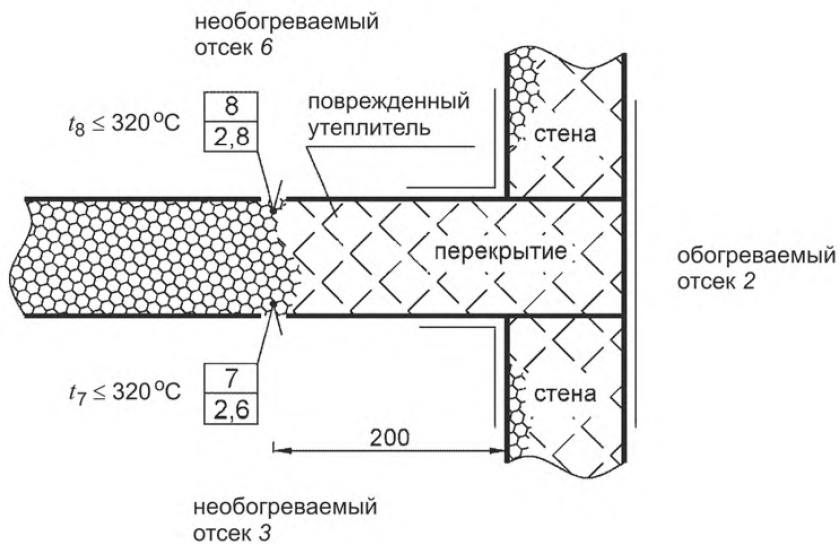 необогреваемый
отсек 6
t8 ≤ 320 °C
8
2,8
поврежденный
утеплитель
стена
перекрытие
обогреваемый
отсек 2
t7 ≤ 320 °C
7
2,6
стена
200
необогреваемый
отсек 3